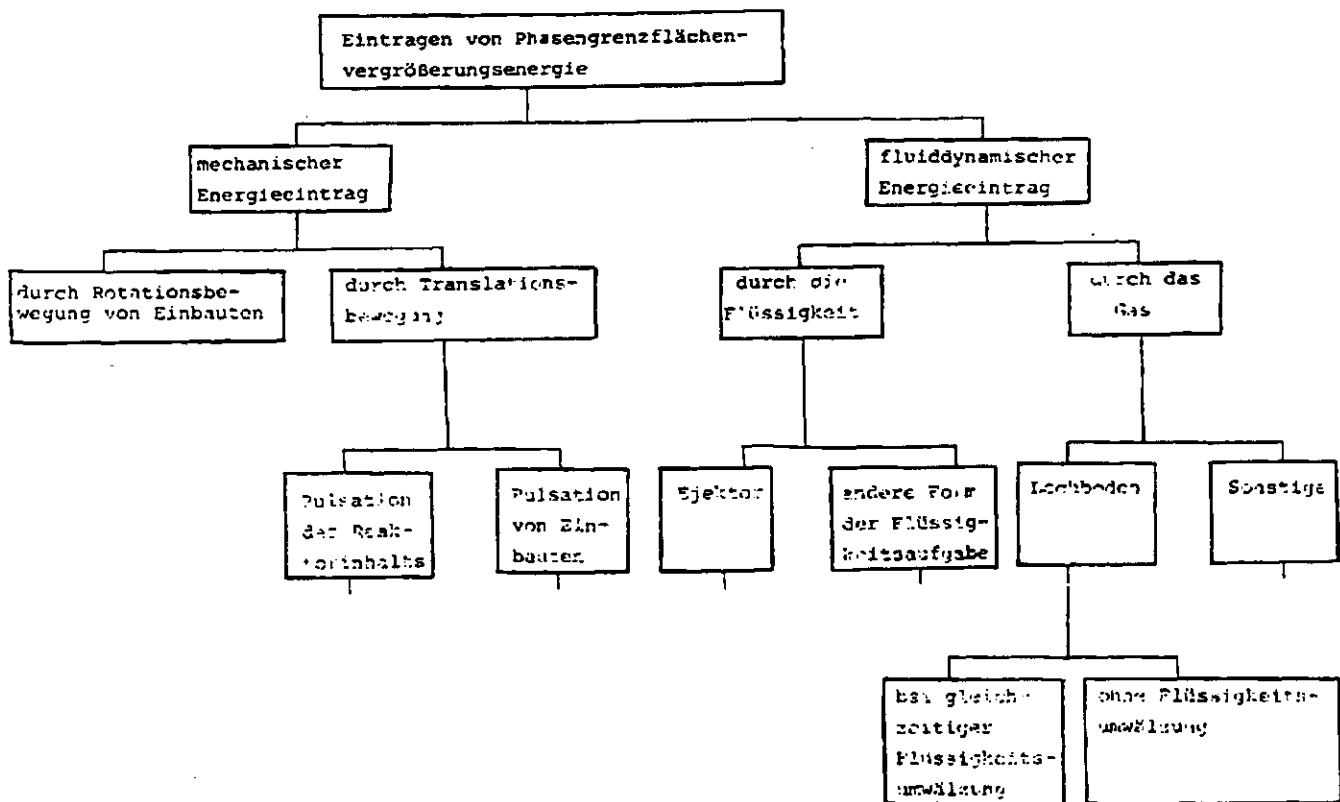 Eintragen von Phasengrenzflächen-
vergrößerungsenergie
mechanischer
Energieeintrag
fluiddynamischer
Energieeintrag
durch Rotationsbe-
wegung von Einbauten
durch Translations-
bewegung
durch die
Flüssigkeit
durch das
Gas
Pulsation
des Reak-
torinhalts
Pulsation
von Ein-
bauten
Ejektor
andere Form
der Flüssig-
keitsaufgabe
Lochboden
Sonstige
bei gleich-
zeitiger
Flüssigkeits-
umwälzung
ohne Flüssigkeits-
umwälzung